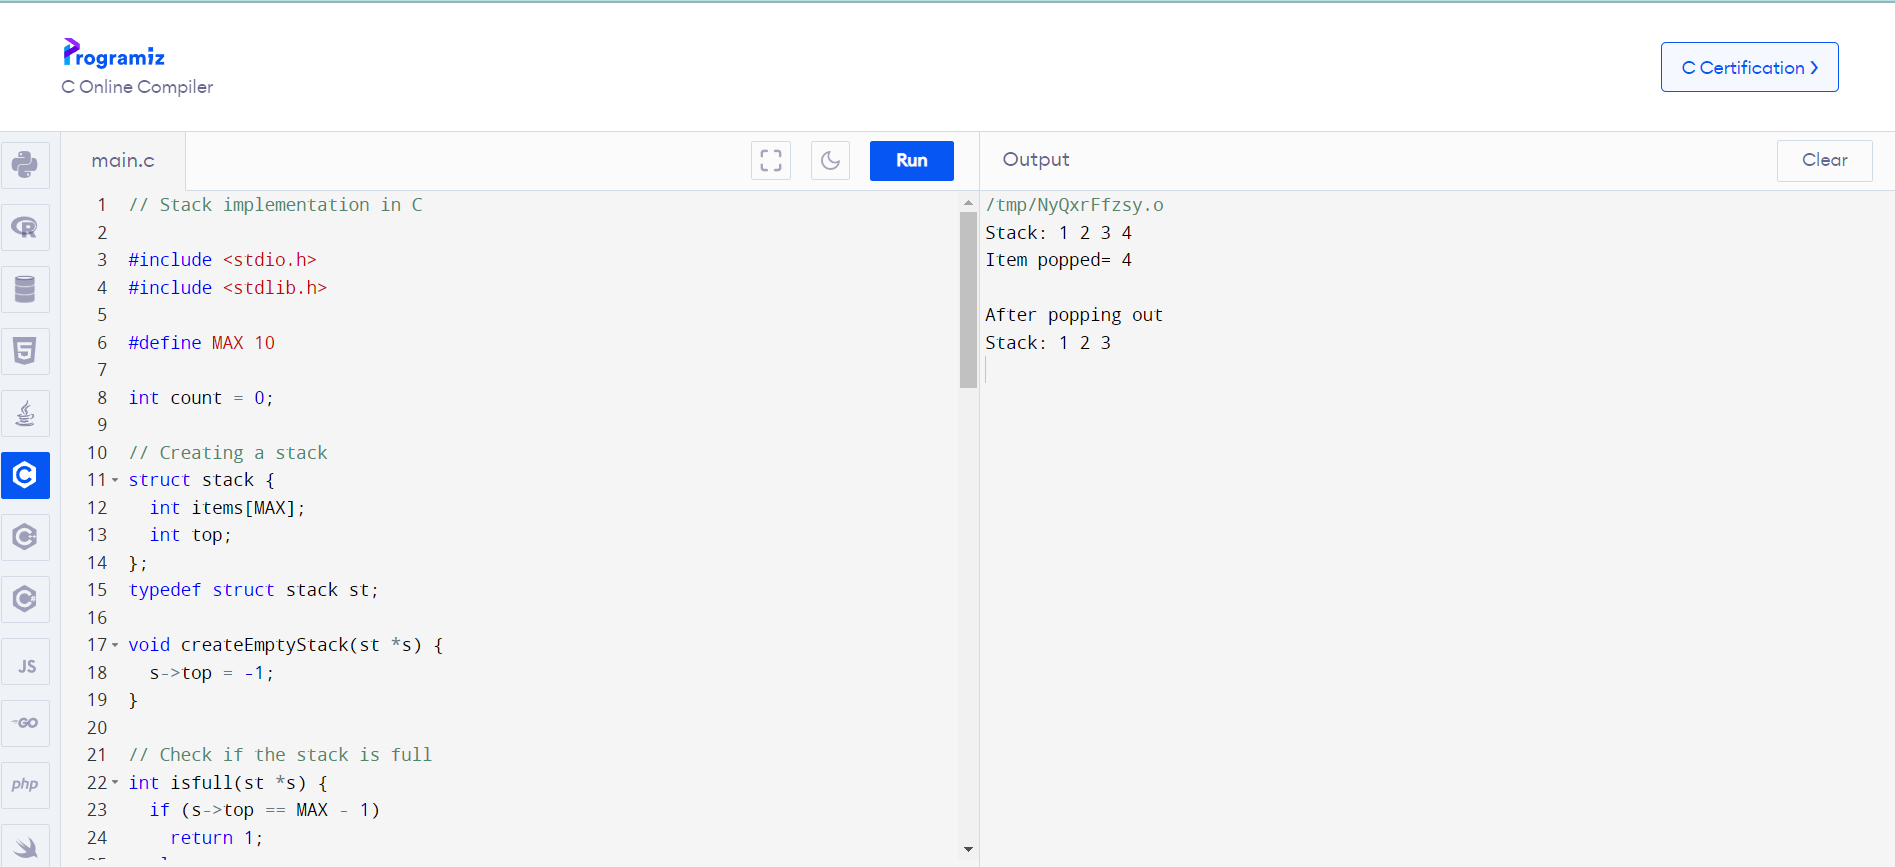 Programiz
C Online Compiler
C Certification >
main.c
Run
Output
Clear
1 // Stack implementation in C
2
3 #include <stdio.h>
4 #include <stdlib.h>
5
6 #define MAX 10
7
8 int count = 0;
9
10 // Creating a stack
11 struct stack {
12   int items[MAX];
13   int top;
14 };
15 typedef struct stack st;
16
17 void createEmptyStack(st *s) {
18   s->top = -1;
19 }
20
21 // Check if the stack is full
22 int isfull(st *s) {
23   if (s->top == MAX - 1)
24     return 1;
/tmp/NyQxrFfzsy.o
Stack: 1 2 3 4
Item popped= 4
After popping out
Stack: 1 2 3
JS
GO
php